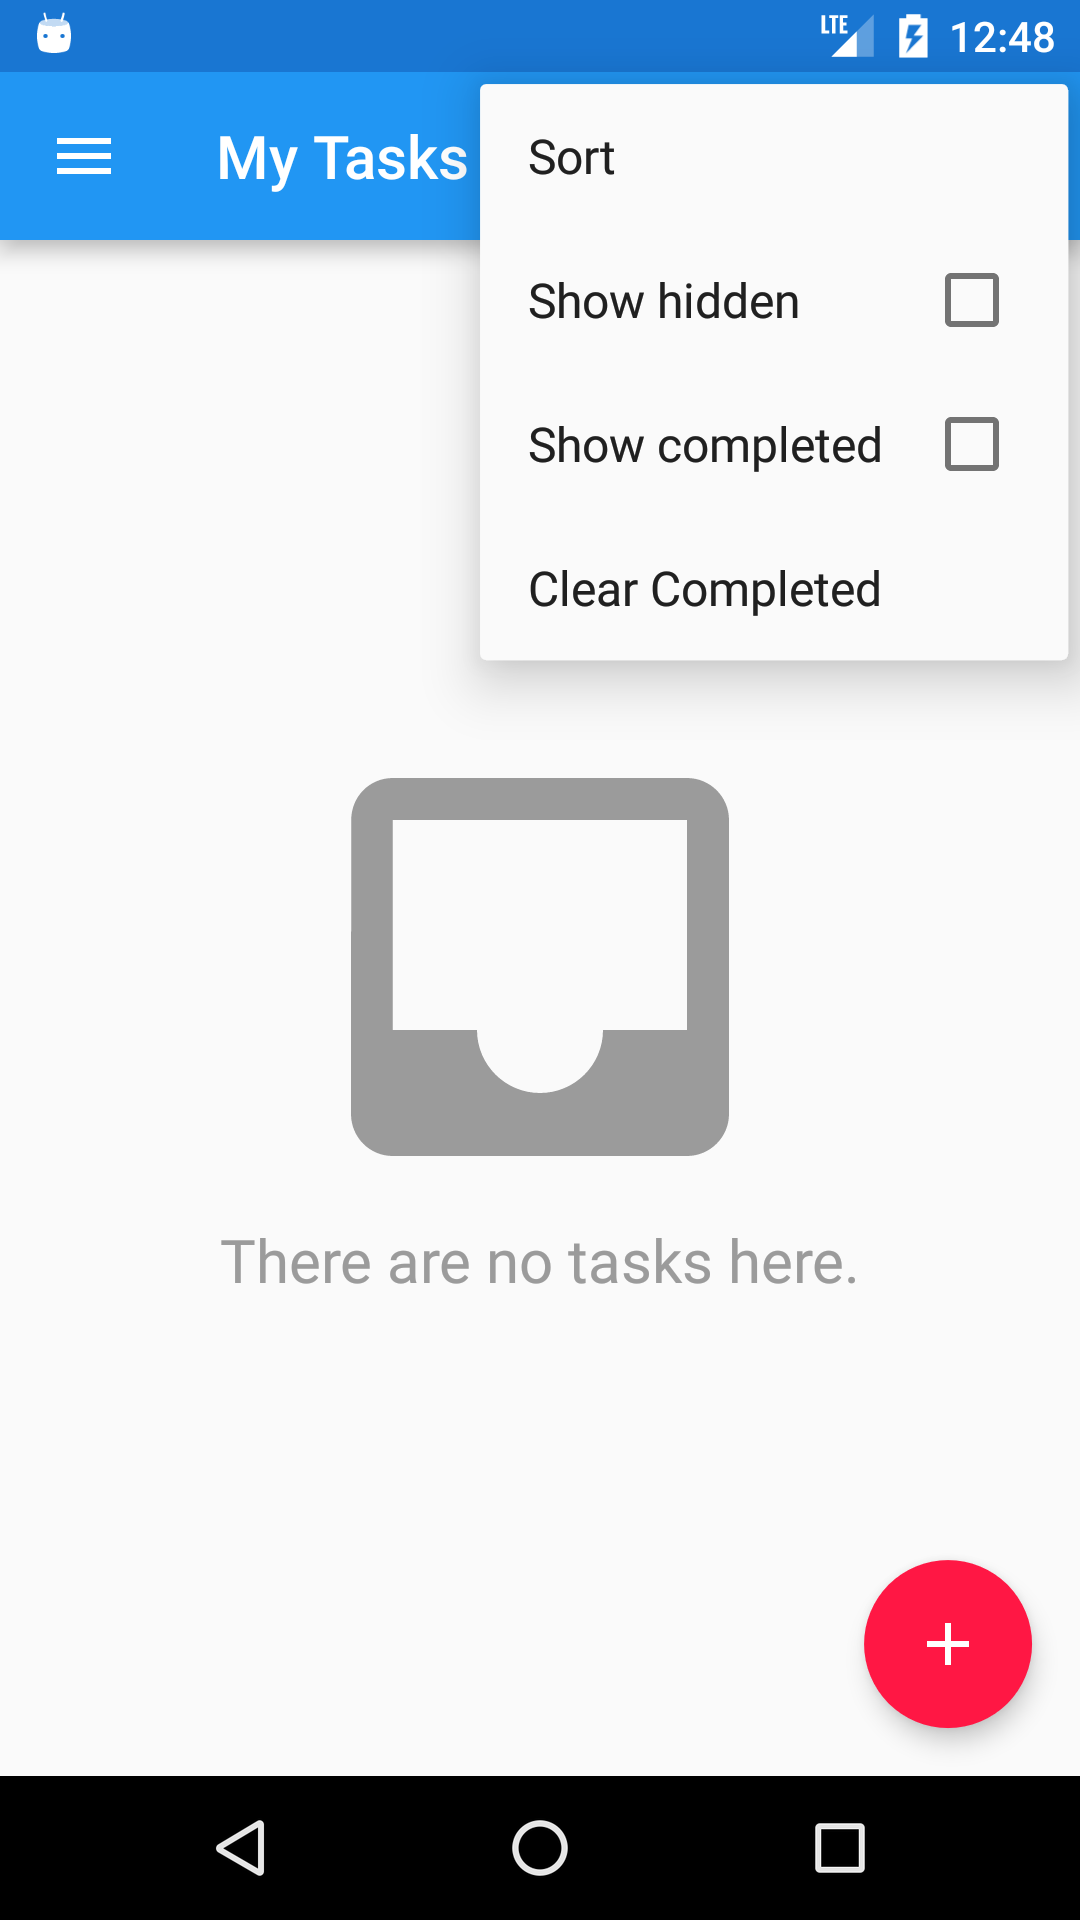 LTE 12:48
My Tasks
Sort
Show hidden
Show completed
Clear Completed
There are no tasks here.